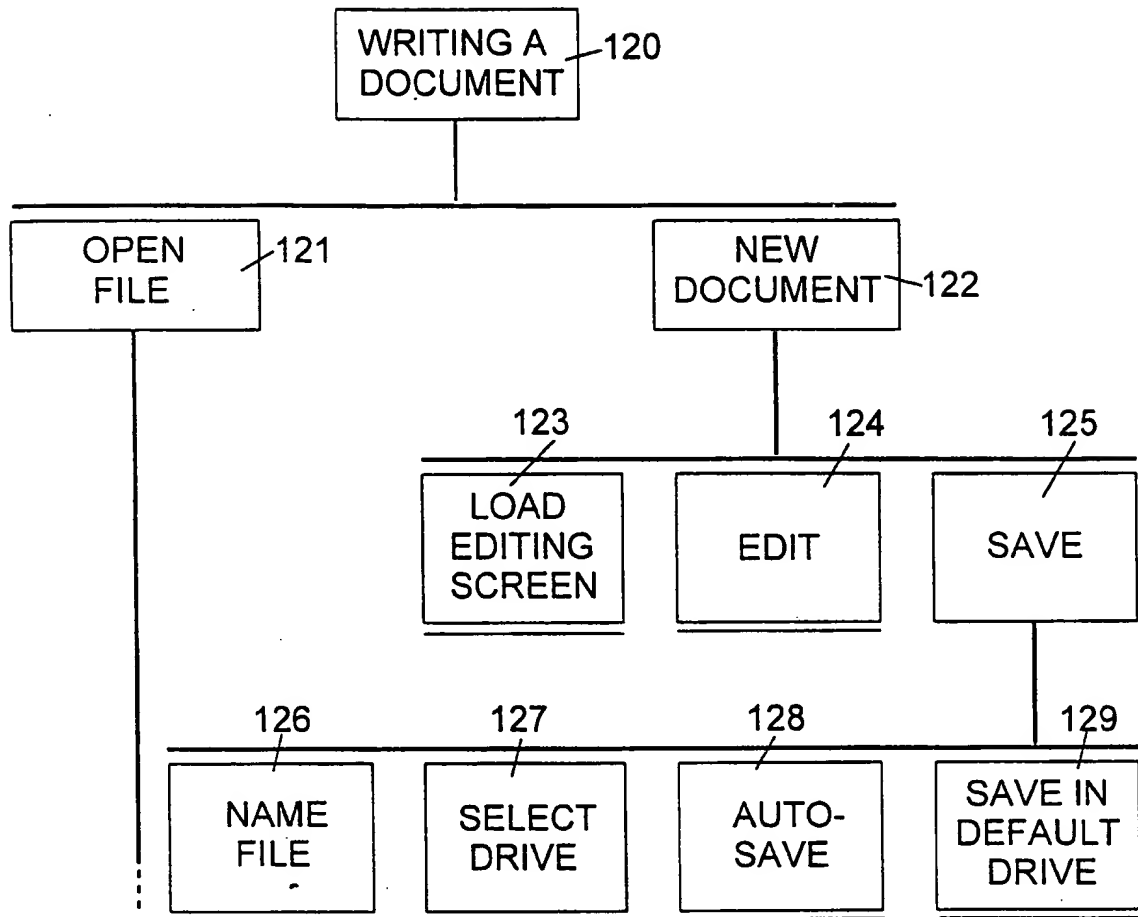 WRITING A
DOCUMENT
120
OPEN
FILE
121
NEW
DOCUMENT
122
123
124
125
LOAD
EDITING
SCREEN
EDIT
SAVE
126
127
128
129
NAME
FILE
SELECT
DRIVE
AUTO-
SAVE
SAVE IN
DEFAULT
DRIVE